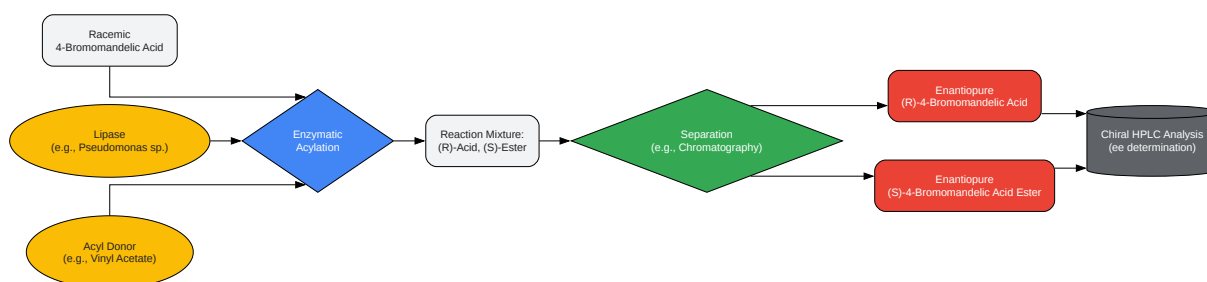 Racemic
4-Bromomandelic Acid
Lipase
(e.g., Pseudomonas sp.)
Acyl Donor
(e.g., Vinyl Acetate)
Enzymatic
Acylation
Reaction Mixture:
(R)-Acid, (S)-Ester
Separation
(e.g., Chromatography)
Enantiopure
(R)-4-Bromomandelic Acid
Enantiopure
(S)-4-Bromomandelic Acid Ester
Chiral HPLC Analysis
(ee determination)